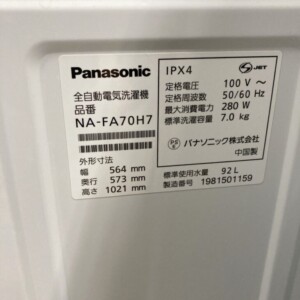 Panasonic
全自動電気洗濯機
品番
NA-FA70H7
外形寸法
幅 564 mm
奥行 573 mm
高さ 1021 mm
IPX4
JET
定格電圧 100 V ～
定格周波数 50/60 Hz
最大消費電力 280 W
標準洗濯容量 7.0 kg
PS E
パナソニック株式会社
中国製
標準使用水量 92 L
製造番号 1981501159